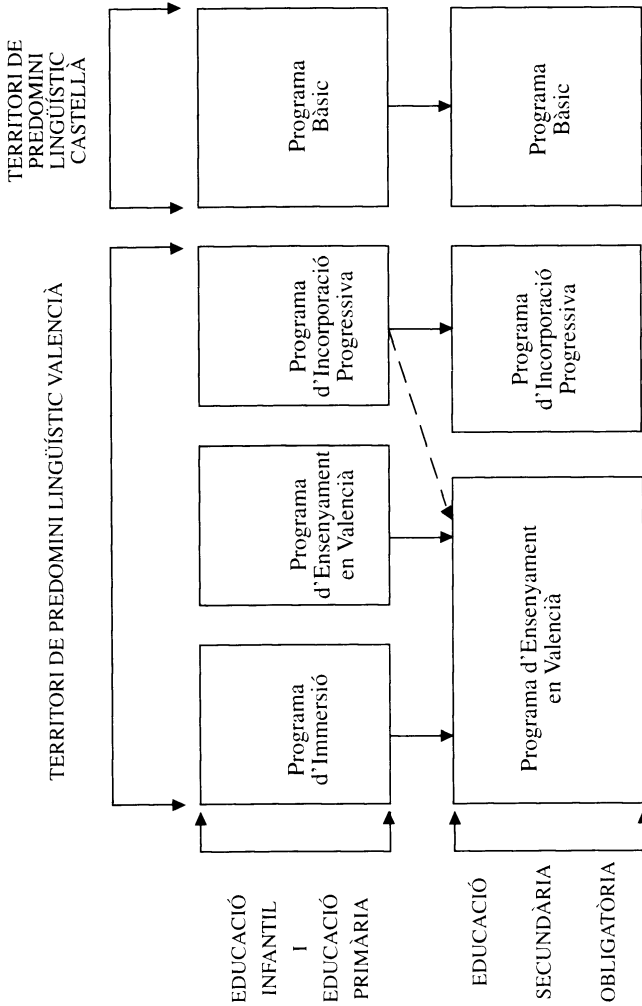 TERRITORI DE PREDOMINI LINGÜÍSTIC VALENCIÀ
TERRITORI DE
PREDOMINI
LINGÜÍSTIC
CASTELLÀ
EDUCACIÓ
INFANTIL
I
EDUCACIÓ
PRIMÀRIA
Programa
d'Immersió
Programa
d'Ensenyament
en Valencià
Programa
d'Incorporació
Progressiva
Programa
Bàsic
EDUCACIÓ
SECUNDÀRIA
OBLIGATÒRIA
Programa d'Ensenyament
en Valencià
Programa
d'Incorporació
Progressiva
Programa
Bàsic